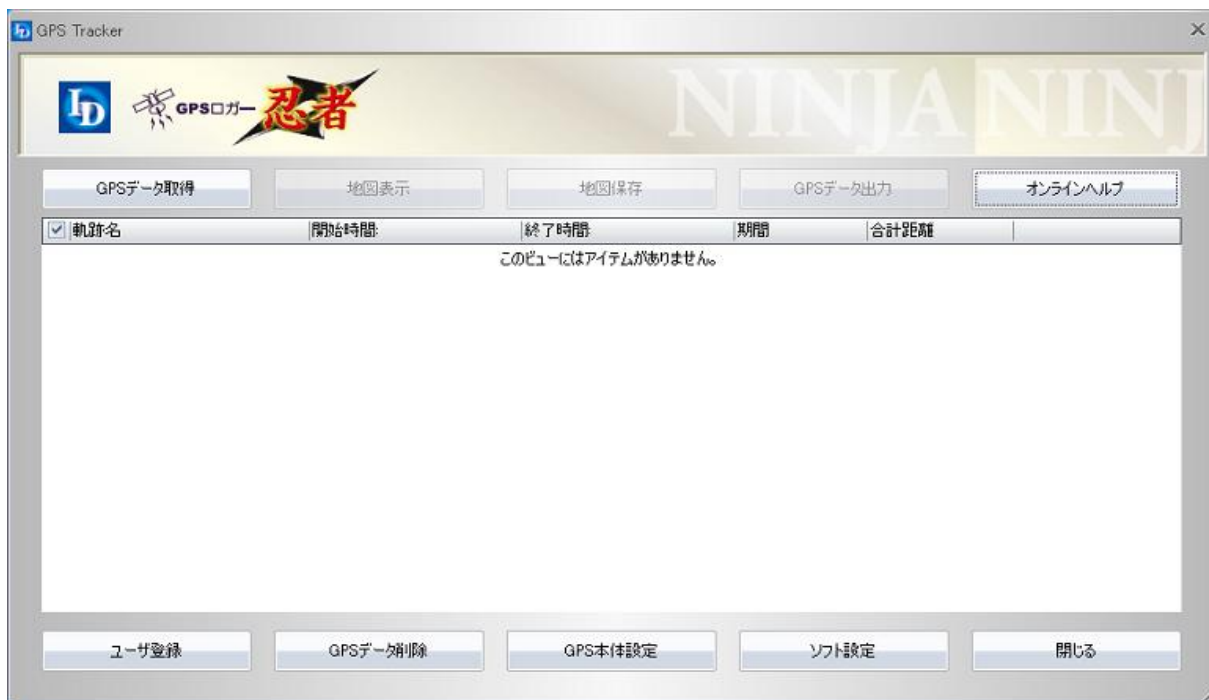 GPS Tracker
ID GPSロガー 忍者 NINJA NINJ
GPSデータ取得 地図表示 地図保存 GPSデータ出力 オンラインヘルプ
軌跡名 開始時間: 終了時間: 期間 合計距離
このビューにはアイテムがありません。
ユーザ登録 GPSデータ削除 GPS本体設定 ソフト設定 閉じる